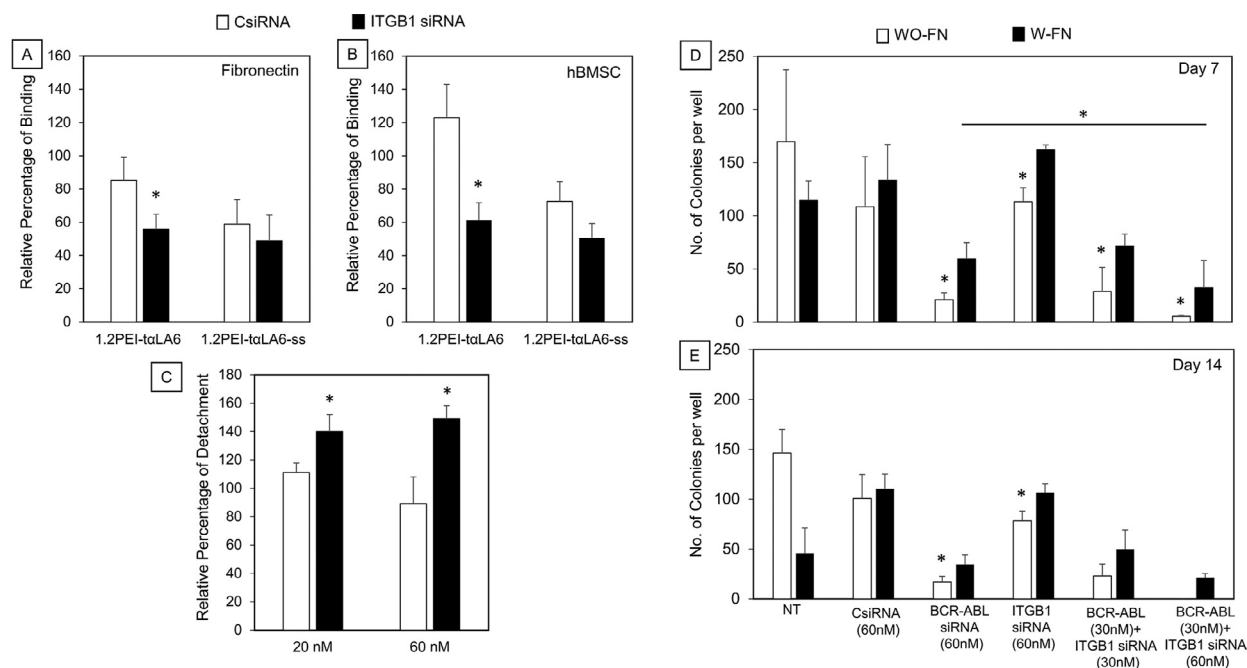 CsiRNA
ITGB1 siRNA
A
Relative Percentage of Binding
160
140
120
100
80
60
40
20
0
Fibronectin
*
1.2PEI-tαLA6
1.2PEI-tαLA6-ss
B
Relative Percentage of Binding
160
140
120
100
80
60
40
20
0
hBMSC
*
1.2PEI-tαLA6
1.2PEI-tαLA6-ss
C
Relative Percentage of Detachment
180
160
140
120
100
80
60
40
20
0
*
*
20 nM
60 nM
WO-FN
W-FN
D
No. of Colonies per well
250
200
150
100
50
0
Day 7
*
*
*
*
*
E
No. of Colonies per well
250
200
150
100
50
0
Day 14
*
*
NT
CsiRNA
(60nM)
BCR-ABL
siRNA
(60nM)
ITGB1
siRNA
(60nM)
BCR-ABL
(30nM)+
ITGB1 siRNA
(30nM)
BCR-ABL
(30nM)+
ITGB1 siRNA
(60nM)